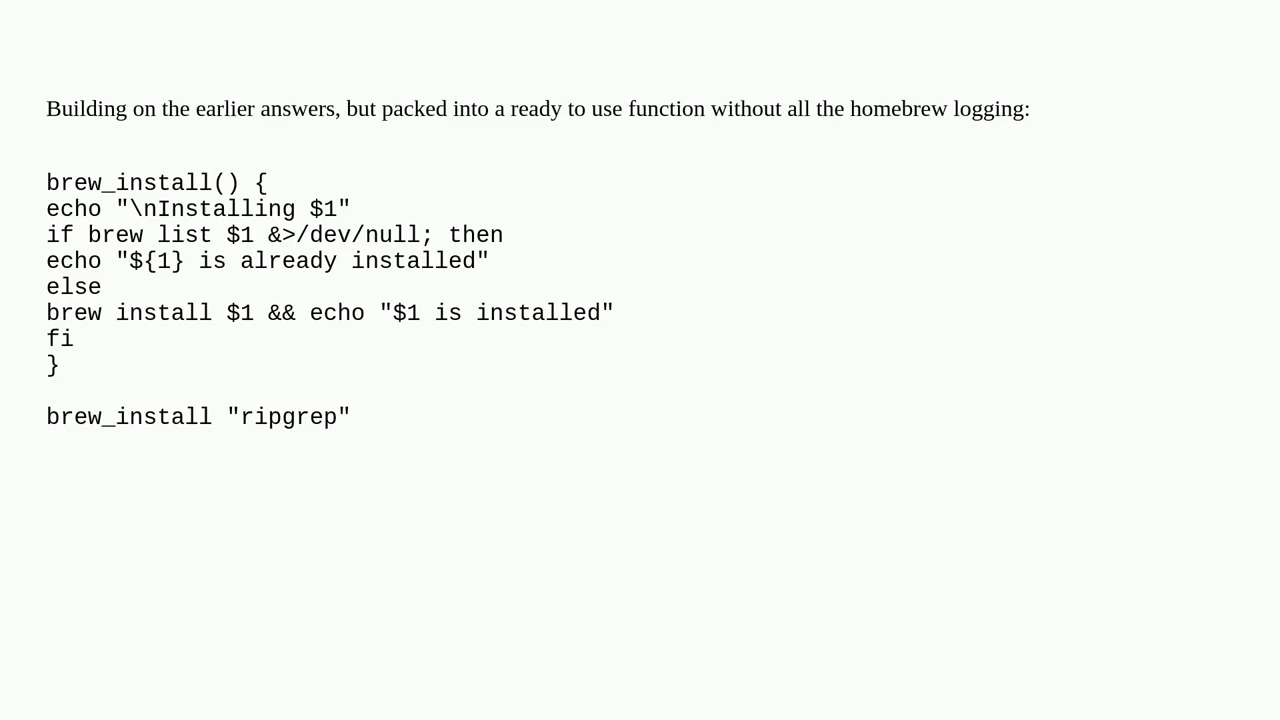 Building on the earlier answers, but packed into a ready to use function without all the homebrew logging:
brew_install() {
echo "\nInstalling $1"
if brew list $1 &>/dev/null; then
echo "${1} is already installed"
else
brew install $1 && echo "$1 is installed"
fi
}
brew_install "ripgrep"